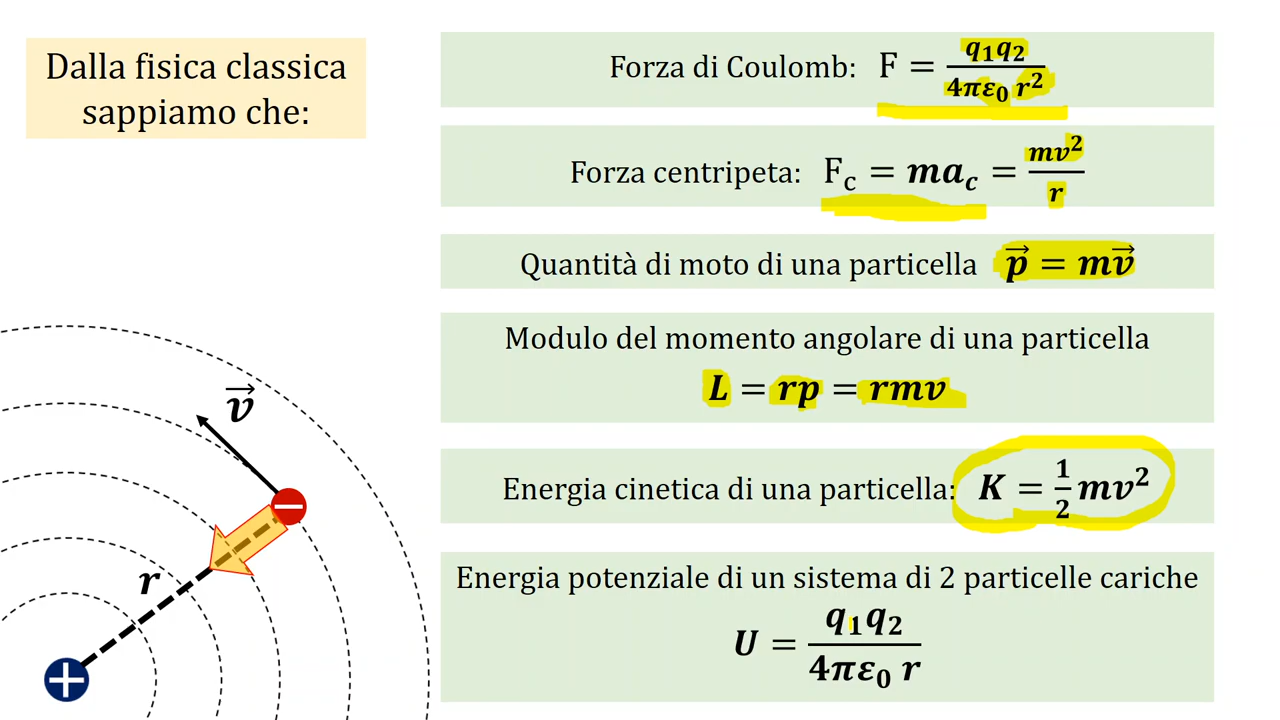 Dalla fisica classica
sappiamo che:
Forza di Coulomb: F = q₁q₂ / 4πε₀ r²
Forza centripeta: F_c = ma_c = mv² / r
Quantità di moto di una particella p⃗ = mv⃗
Modulo del momento angolare di una particella
L = rp = rmv
Energia cinetica di una particella: K = 1/2 mv²
Energia potenziale di un sistema di 2 particelle cariche
U = q₁q₂ / 4πε₀ r
v⃗
−
r
+